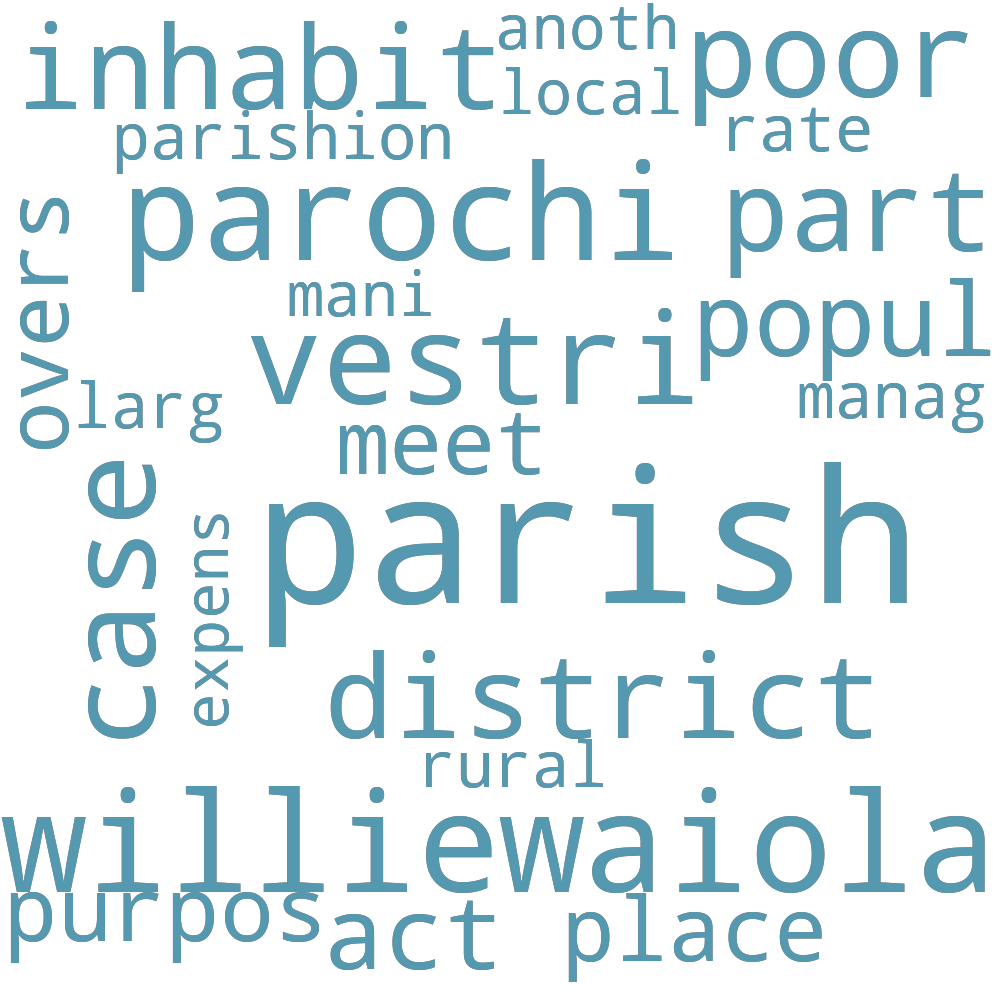 inhabit
anoth
poor
local
parishion
rate
parochi
part
overs
mani
popul
vestri
larg
manag
meet
case
parish
expens
district
rural
williewaiola
purpos
act
place